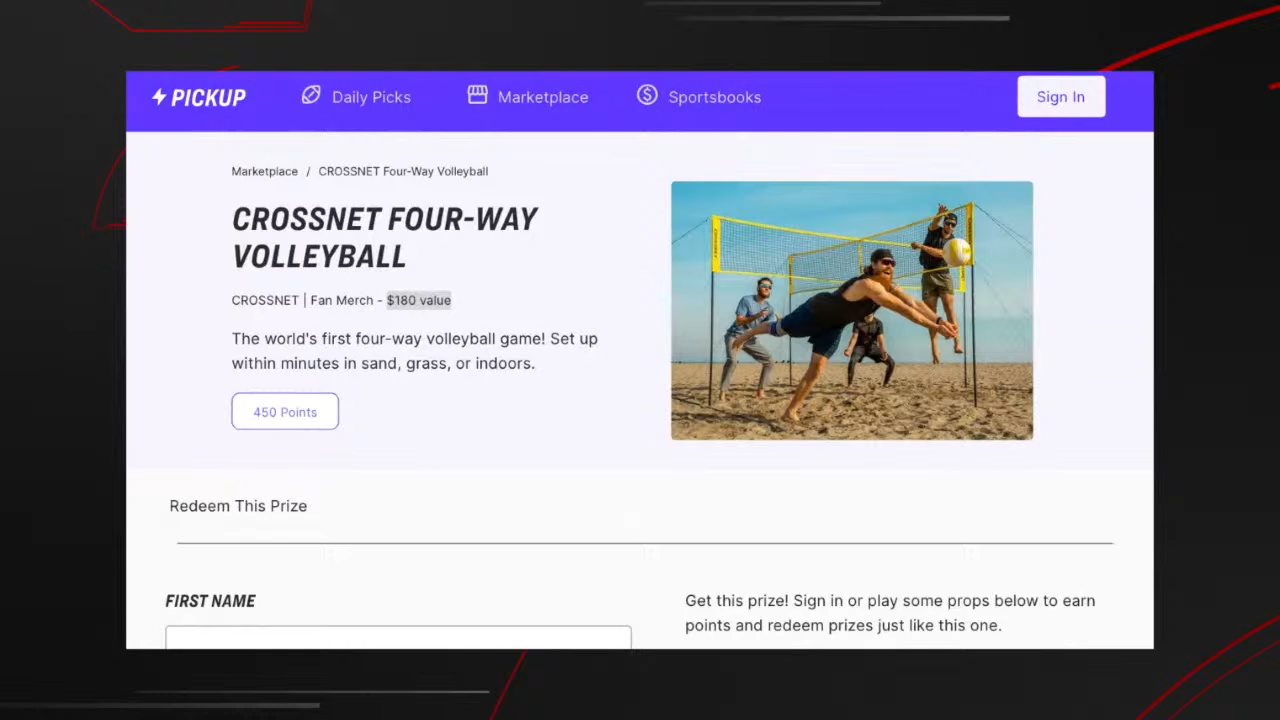 PICKUP
Daily Picks
Marketplace
Sportsbooks
Sign In
Marketplace / CROSSNET Four-Way Volleyball
CROSSNET FOUR-WAY
VOLLEYBALL
CROSSNET | Fan Merch - $180 value
The world's first four-way volleyball game! Set up
within minutes in sand, grass, or indoors.
450 Points
Redeem This Prize
FIRST NAME
Get this prize! Sign in or play some props below to earn
points and redeem prizes just like this one.